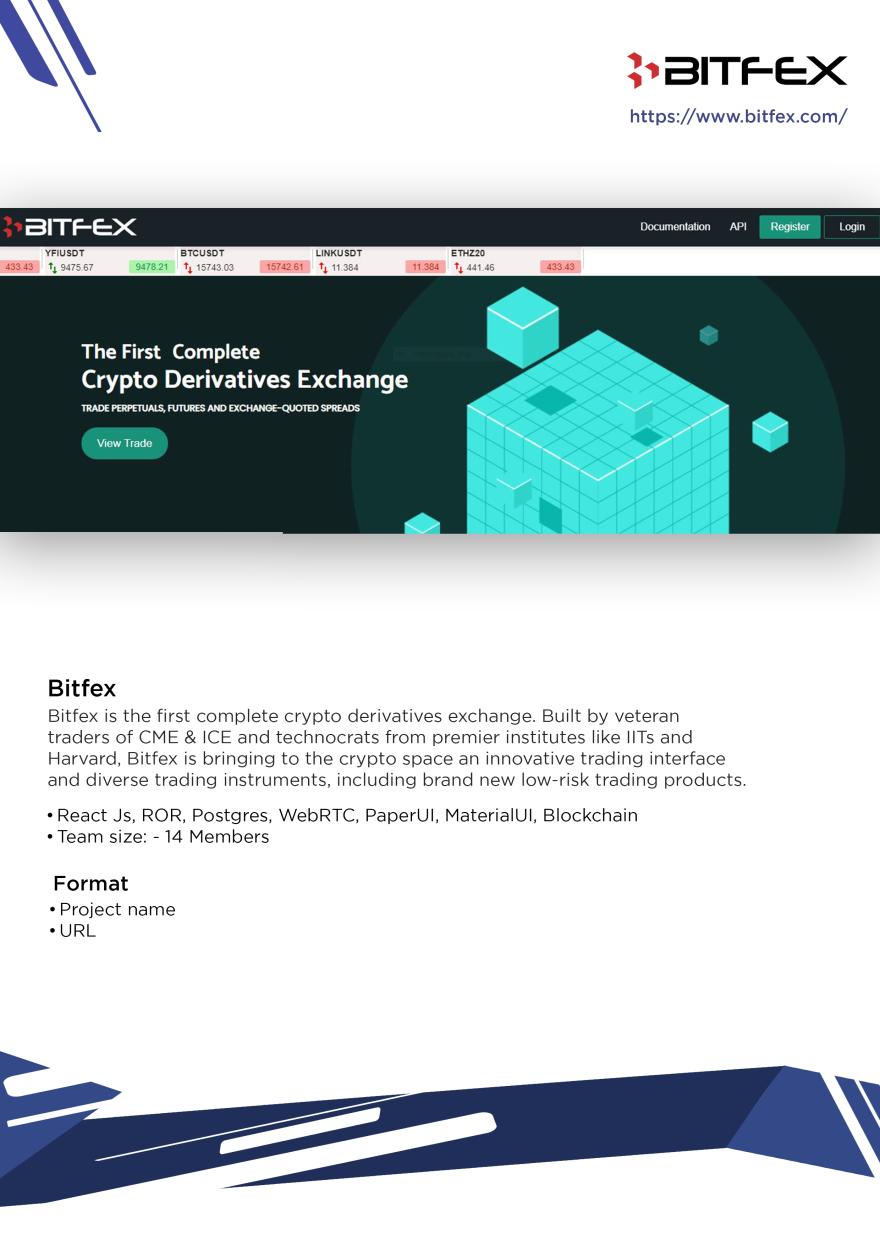 BITFEX
https://www.bitfex.com/
BITFEX
Documentation API Register Login
YFIUSDT BTCUSDT LINKUSDT ETHZ20
433.43 9475.67 9478.21 15743.03 15742.61 11.384 11.384 441.46 433.43
The First Complete
Crypto Derivatives Exchange
TRADE PERPETUALS, FUTURES AND EXCHANGE-QUOTED SPREADS
View Trade
Bitfex
Bitfex is the first complete crypto derivatives exchange. Built by veteran
traders of CME & ICE and technocrats from premier institutes like IITs and
Harvard, Bitfex is bringing to the crypto space an innovative trading interface
and diverse trading instruments, including brand new low-risk trading products.
• React Js, ROR, Postgres, WebRTC, PaperUI, MaterialUI, Blockchain
• Team size: - 14 Members
Format
• Project name
• URL